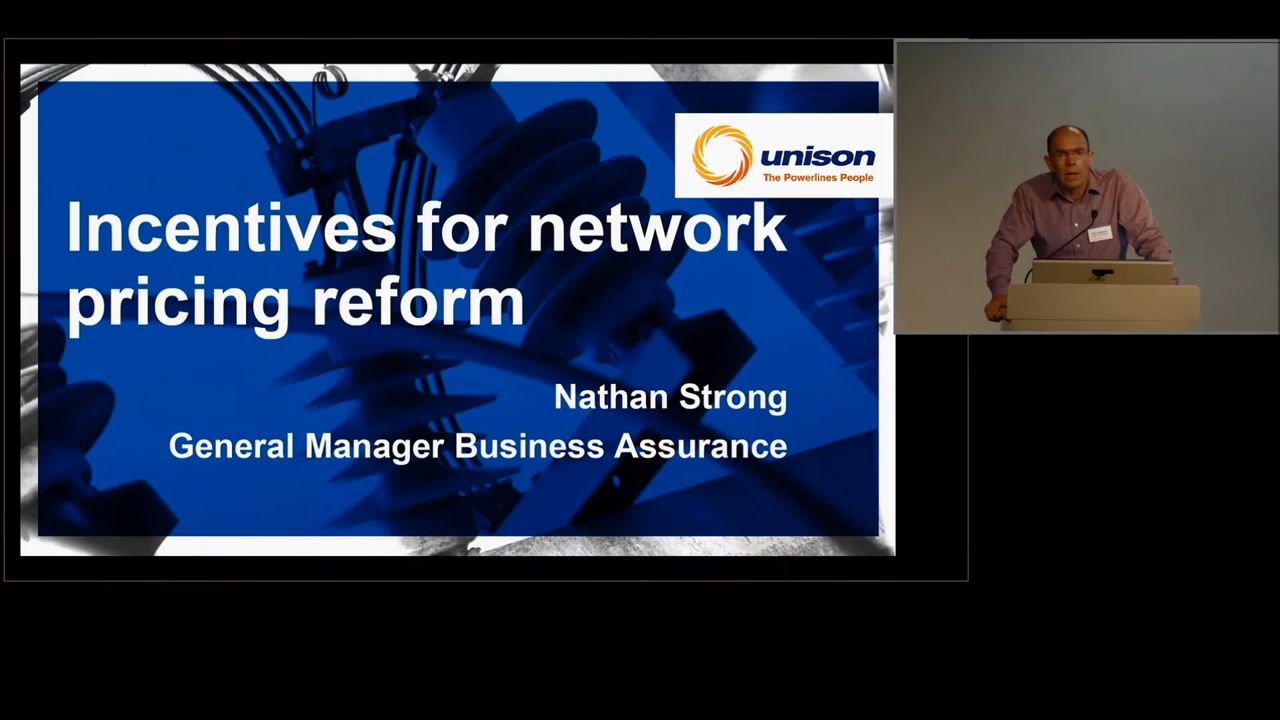 unison
The Powerlines People
Incentives for network
pricing reform
Nathan Strong
General Manager Business Assurance